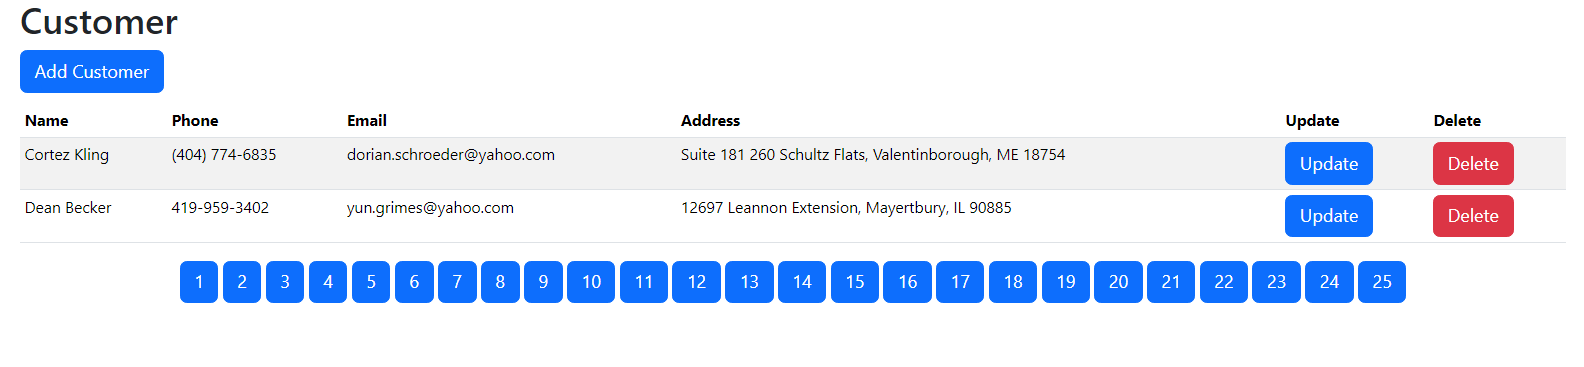 Customer
Add Customer
Name Phone Email Address Update Delete
Cortez Kling (404) 774-6835 dorian.schroeder@yahoo.com Suite 181 260 Schultz Flats, Valentinborough, ME 18754 Update Delete
Dean Becker 419-959-3402 yun.grimes@yahoo.com 12697 Leannon Extension, Mayertbury, IL 90885 Update Delete
1 2 3 4 5 6 7 8 9 10 11 12 13 14 15 16 17 18 19 20 21 22 23 24 25